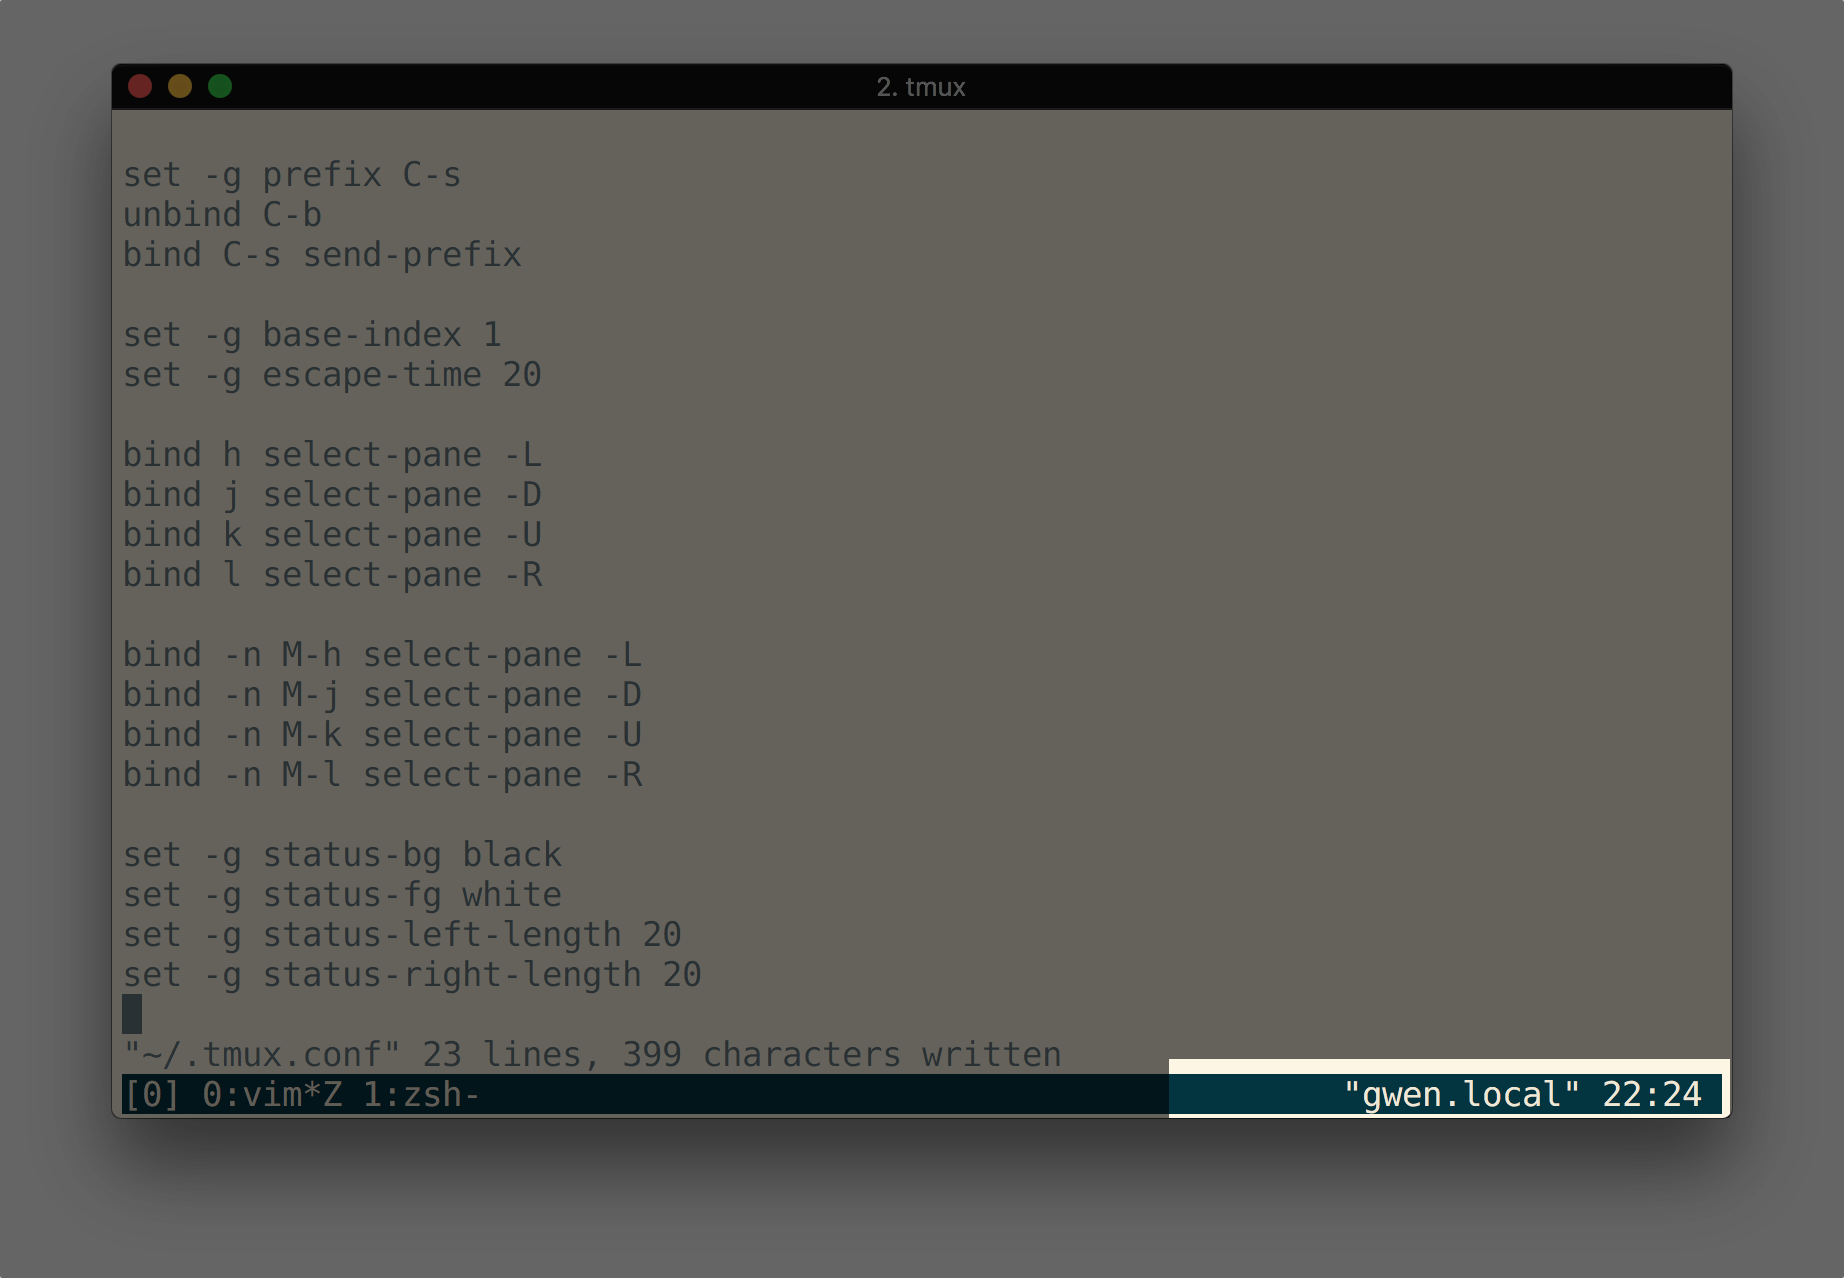 2. tmux
set -g prefix C-s
unbind C-b
bind C-s send-prefix
set -g base-index 1
set -g escape-time 20
bind h select-pane -L
bind j select-pane -D
bind k select-pane -U
bind l select-pane -R
bind -n M-h select-pane -L
bind -n M-j select-pane -D
bind -n M-k select-pane -U
bind -n M-l select-pane -R
set -g status-bg black
set -g status-fg white
set -g status-left-length 20
set -g status-right-length 20
"~/.tmux.conf" 23 lines, 399 characters written
[0] 0:vim*Z 1:zsh- "gwen.local" 22:24